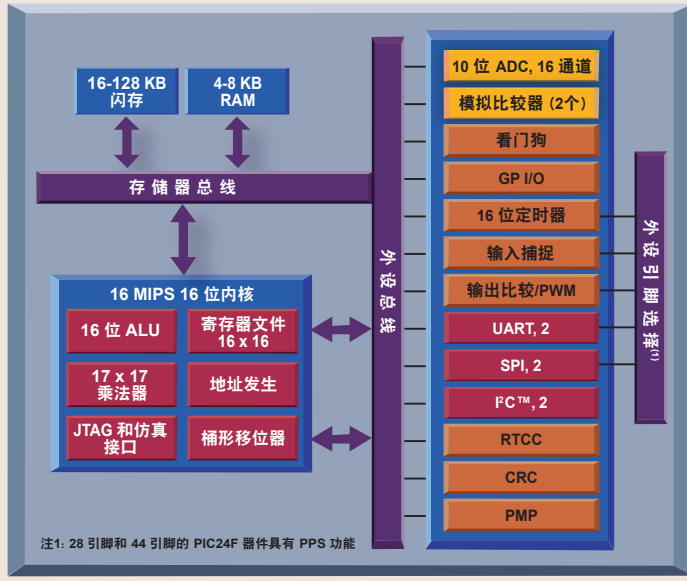 16-128 KB
闪存
4-8 KB
RAM
存储器总线
16 MIPS 16 位内核
16 位 ALU
寄存器文件
16 x 16
17 x 17
乘法器
地址发生
JTAG 和仿真
接口
桶形移位器
外设总线
10 位 ADC, 16 通道
模拟比较器 (2个)
看门狗
GP I/O
16 位定时器
输入捕捉
输出比较/PWM
UART, 2
SPI, 2
I²C™, 2
RTCC
CRC
PMP
外设引脚选择(1)
注1: 28 引脚和 44 引脚的 PIC24F 器件具有 PPS 功能